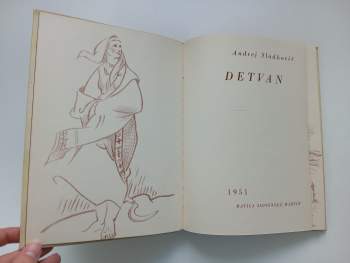 Andrej Sládkovič
DETVAN
1951
MATICA SLOVENSKÁ MARTIN